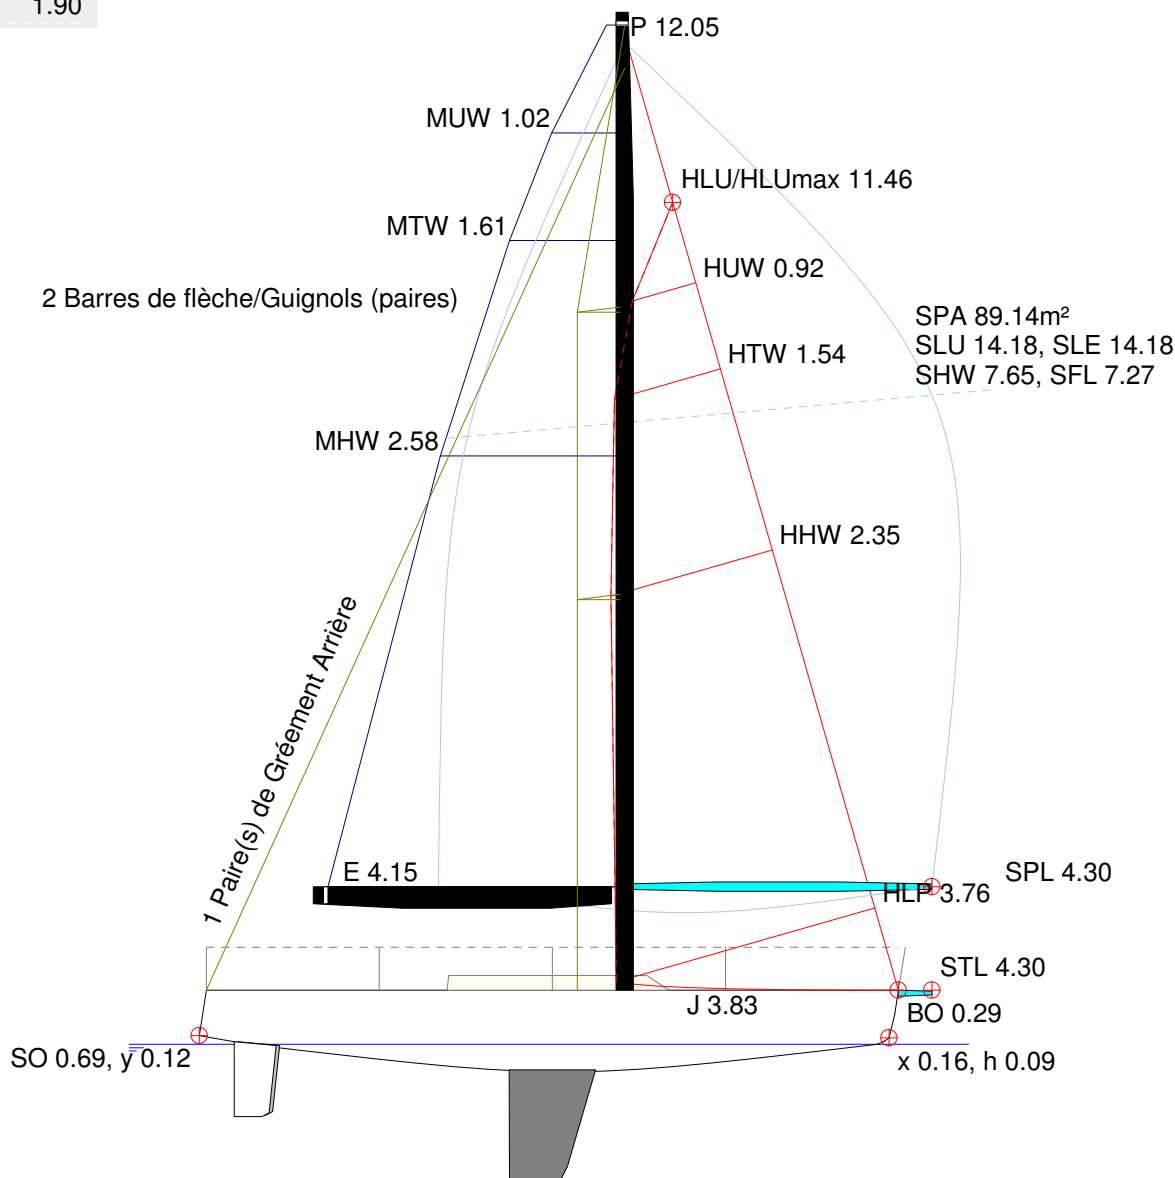 1.90
P 12.05
MUW 1.02
HLU/HLUmax 11.46
MTW 1.61
HUW 0.92
2 Barres de flèche/Guignols (paires)
SPA 89.14m²
SLU 14.18, SLE 14.18
SHW 7.65, SFL 7.27
HTW 1.54
MHW 2.58
HHW 2.35
1 Paire(s) de Gréement Arrière
E 4.15
SPL 4.30
HLP 3.76
STL 4.30
J 3.83
BO 0.29
SO 0.69, y 0.12
x 0.16, h 0.09